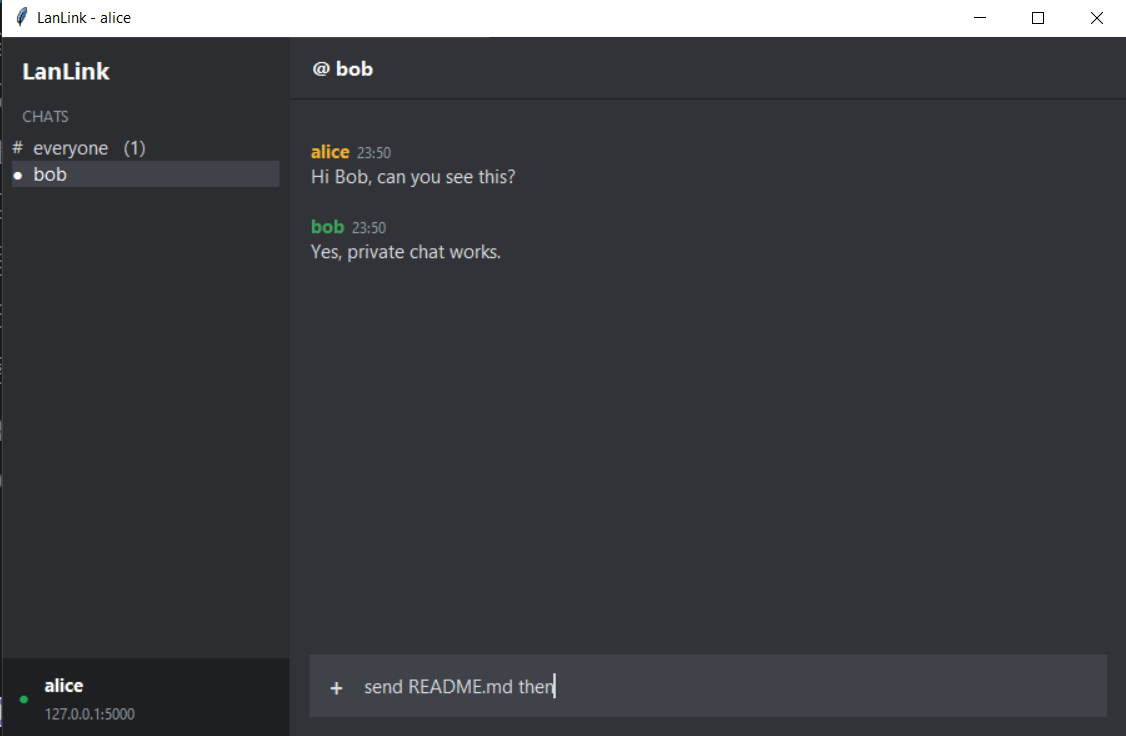 LanLink - alice
LanLink
CHATS
# everyone (1)
● bob
@ bob
alice 23:50
Hi Bob, can you see this?
bob 23:50
Yes, private chat works.
+ send README.md then
alice
127.0.0.1:5000